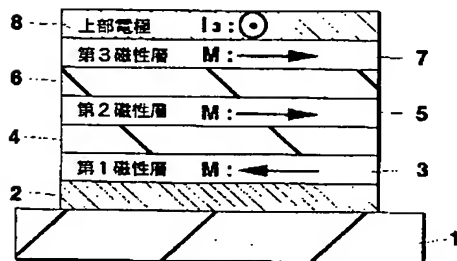 8 上部電極 I₃ : ⊙
第3磁性層 M : → 7
6
第2磁性層 M : → 5
4
第1磁性層 M : ← 3
2
1